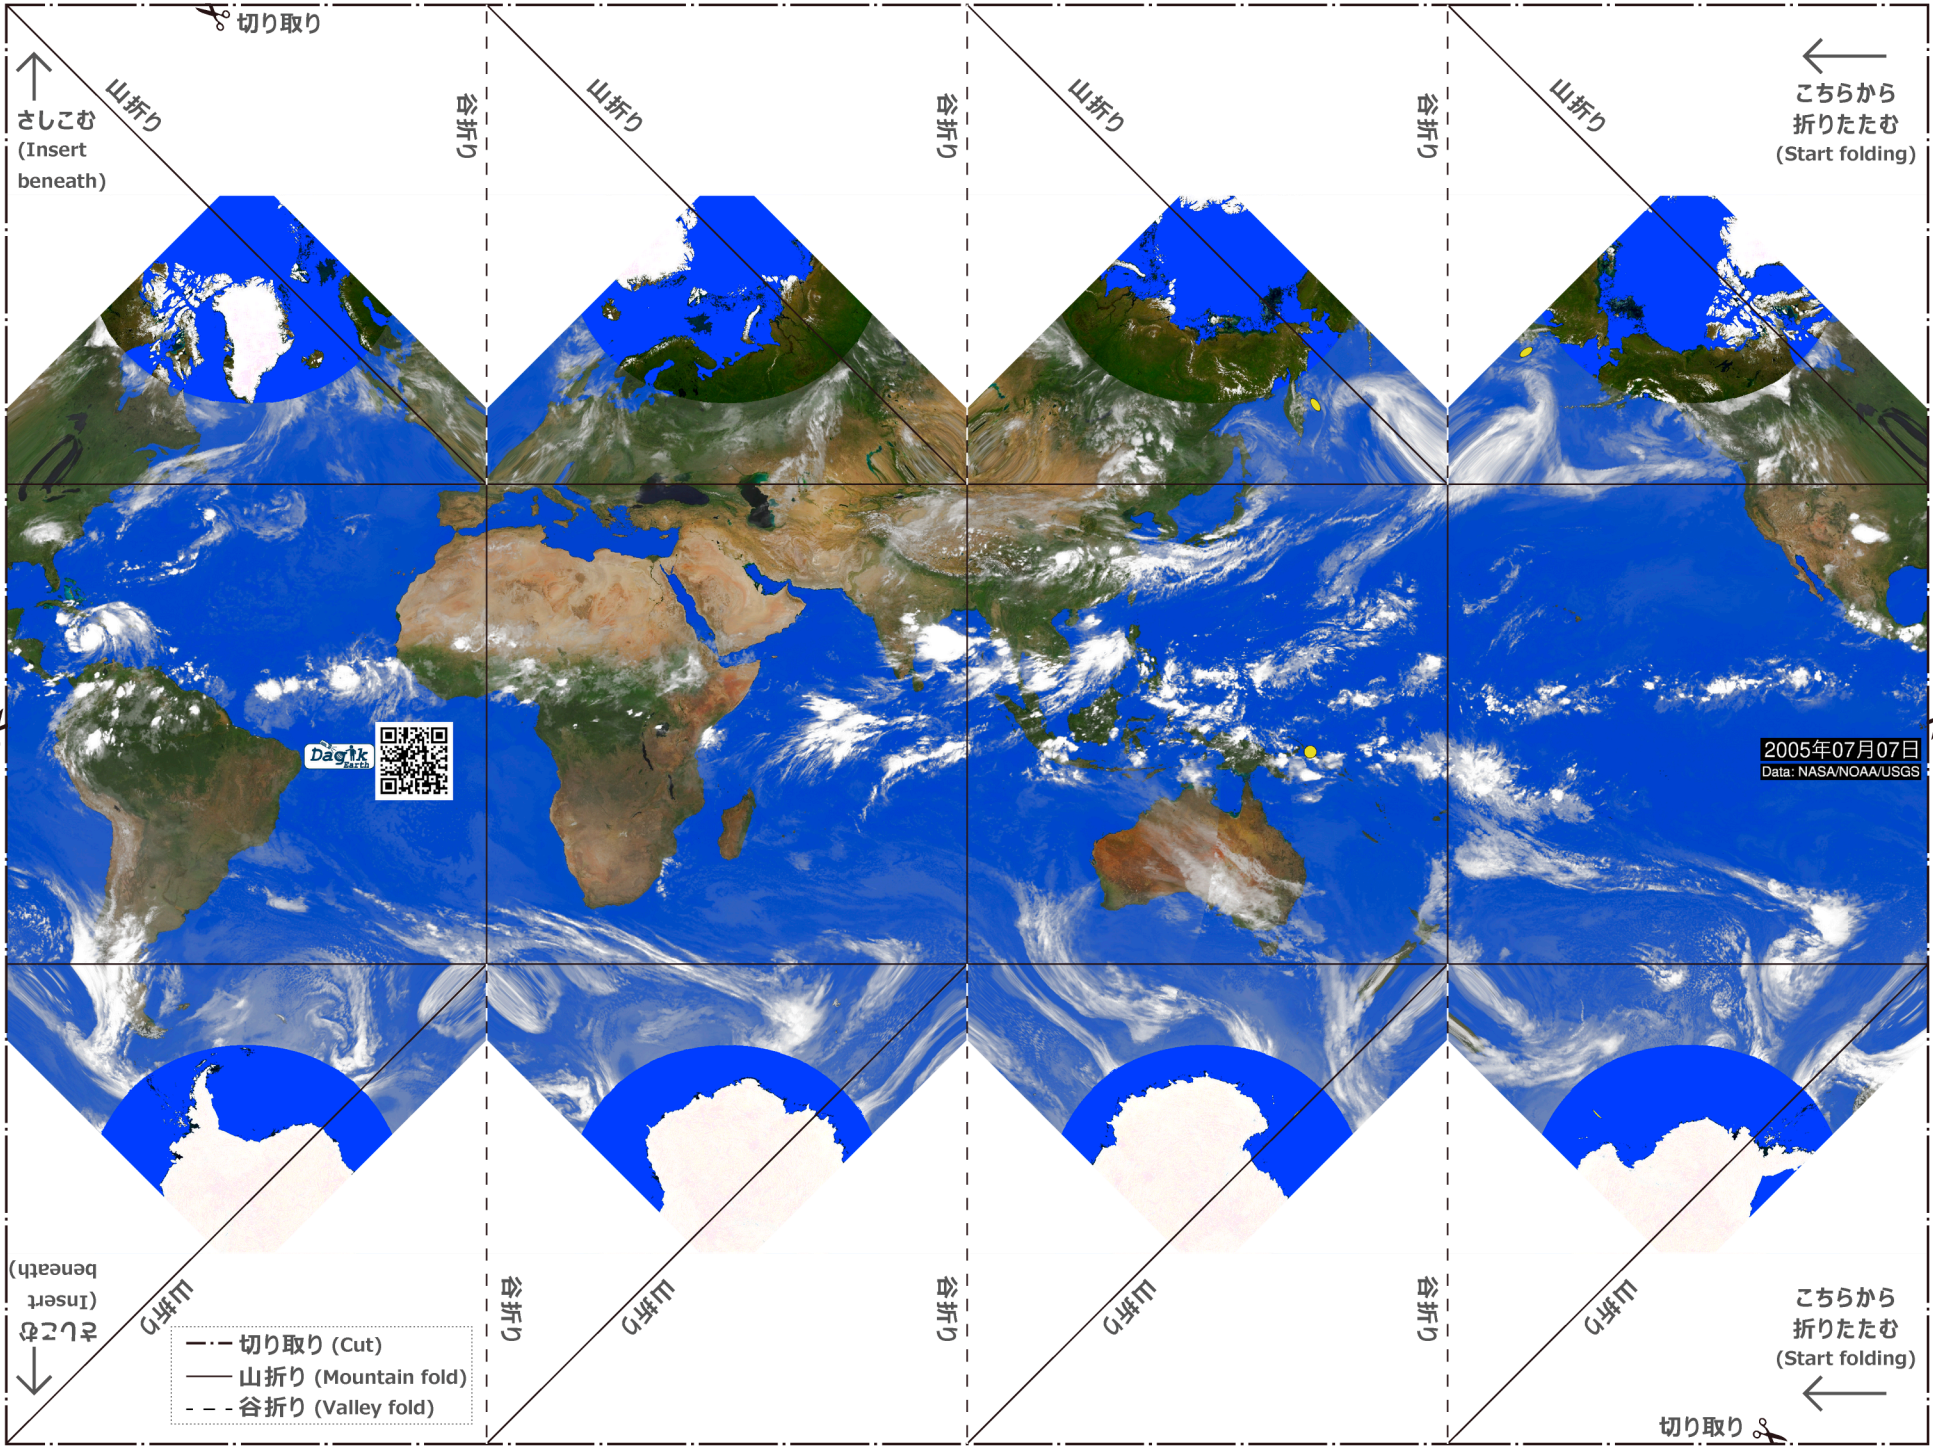 切り取り
山折り
谷折り
山折り
谷折り
山折り
谷折り
山折り
さしこむ
(Insert
beneath)
こちらから
折りたたむ
(Start folding)
Dagik
Earth
2005年07月07日
Data: NASA/NOAA/USGS
さしこむ
(Insert
beneath)
山折り
谷折り
山折り
谷折り
山折り
谷折り
山折り
切り取り (Cut)
山折り (Mountain fold)
谷折り (Valley fold)
こちらから
折りたたむ
(Start folding)
切り取り